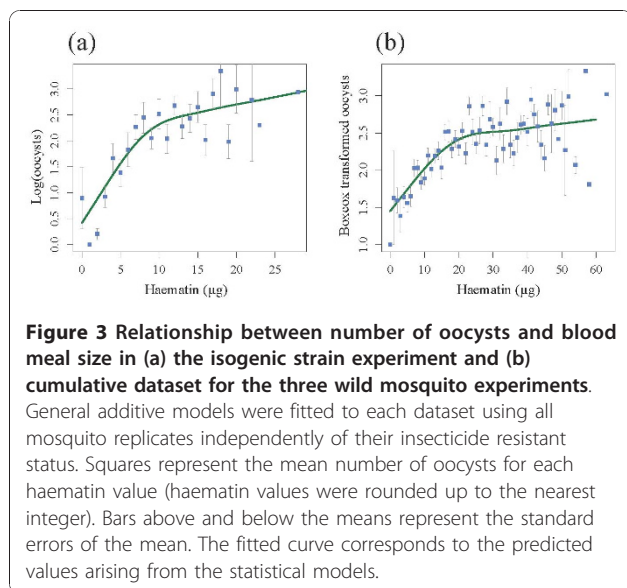 (a)
(b)
Log(oocysts)
0.0 0.5 1.0 1.5 2.0 2.5 3.0
0 5 10 15 20 25
Haematin (µg)
Boxcox transformed oocysts
1.0 1.5 2.0 2.5 3.0
0 10 20 30 40 50 60
Haematin (µg)
Figure 3 Relationship between number of oocysts and blood
meal size in (a) the isogenic strain experiment and (b)
cumulative dataset for the three wild mosquito experiments.
General additive models were fitted to each dataset using all
mosquito replicates independently of their insecticide resistant
status. Squares represent the mean number of oocysts for each
haematin value (haematin values were rounded up to the nearest
integer). Bars above and below the means represent the standard
errors of the mean. The fitted curve corresponds to the predicted
values arising from the statistical models.